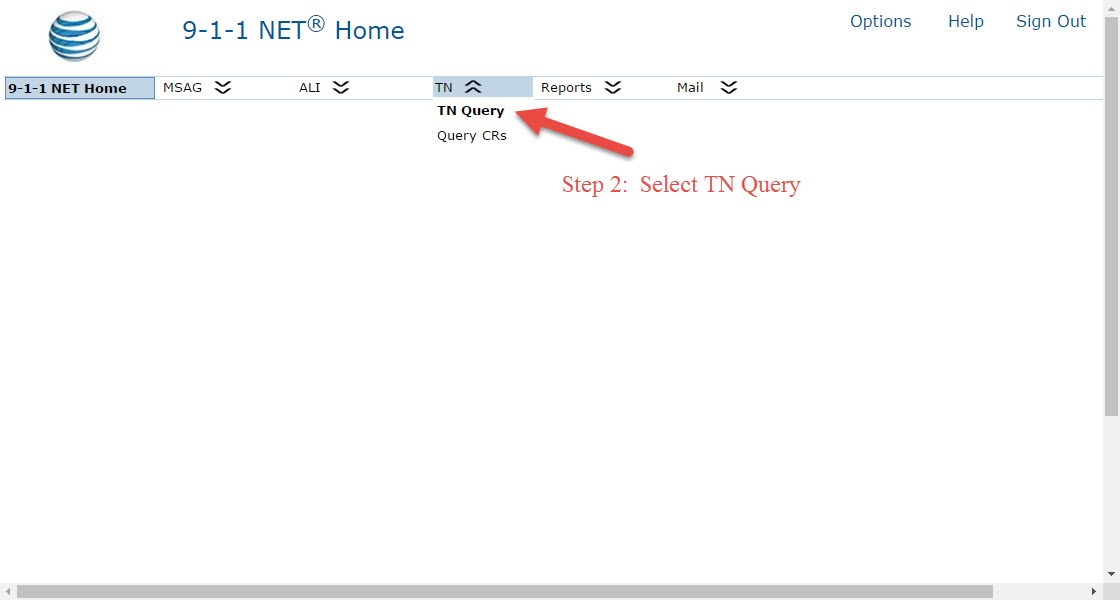 9-1-1 NET® Home
Options Help Sign Out
9-1-1 NET Home MSAG ALI TN Reports Mail
TN Query
Query CRs
Step 2: Select TN Query